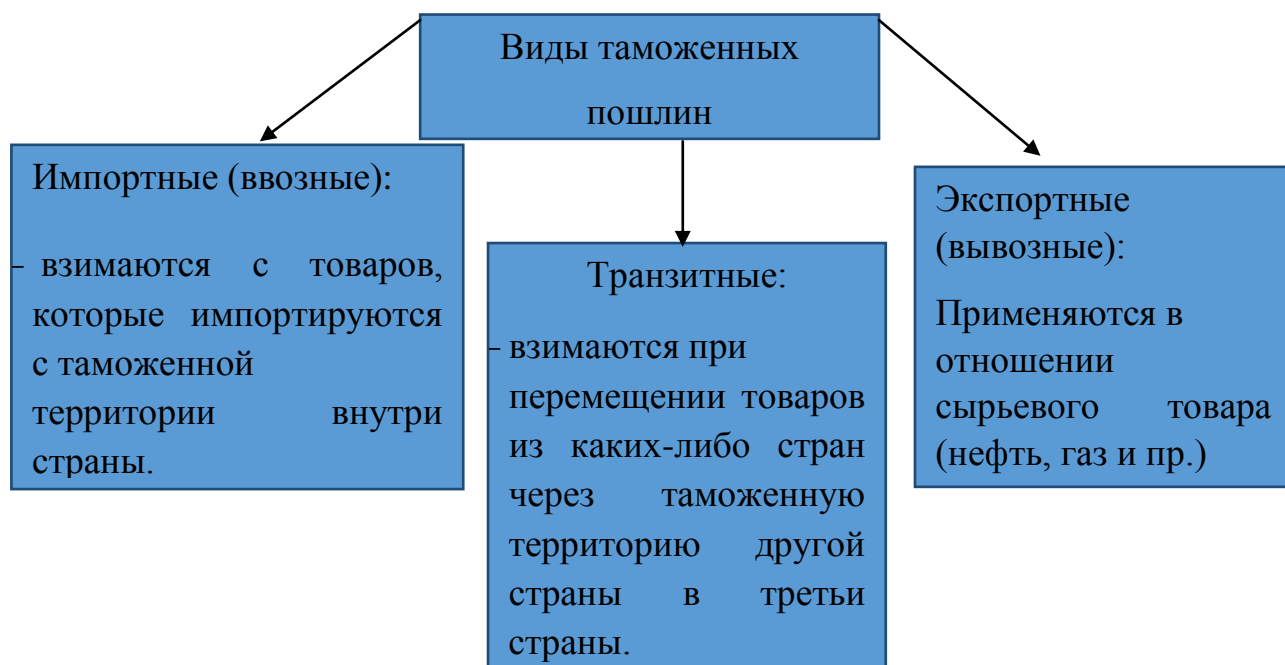 Виды таможенных
пошлин
Импортные (ввозные):
– взимаются с товаров,
которые импортируются
с таможенной
территории внутри
страны.
Транзитные:
– взимаются при
перемещении товаров
из каких-либо стран
через таможенную
территорию другой
страны в третьи
страны.
Экспортные
(вывозные):
Применяются в
отношении
сырьевого товара
(нефть, газ и пр.)